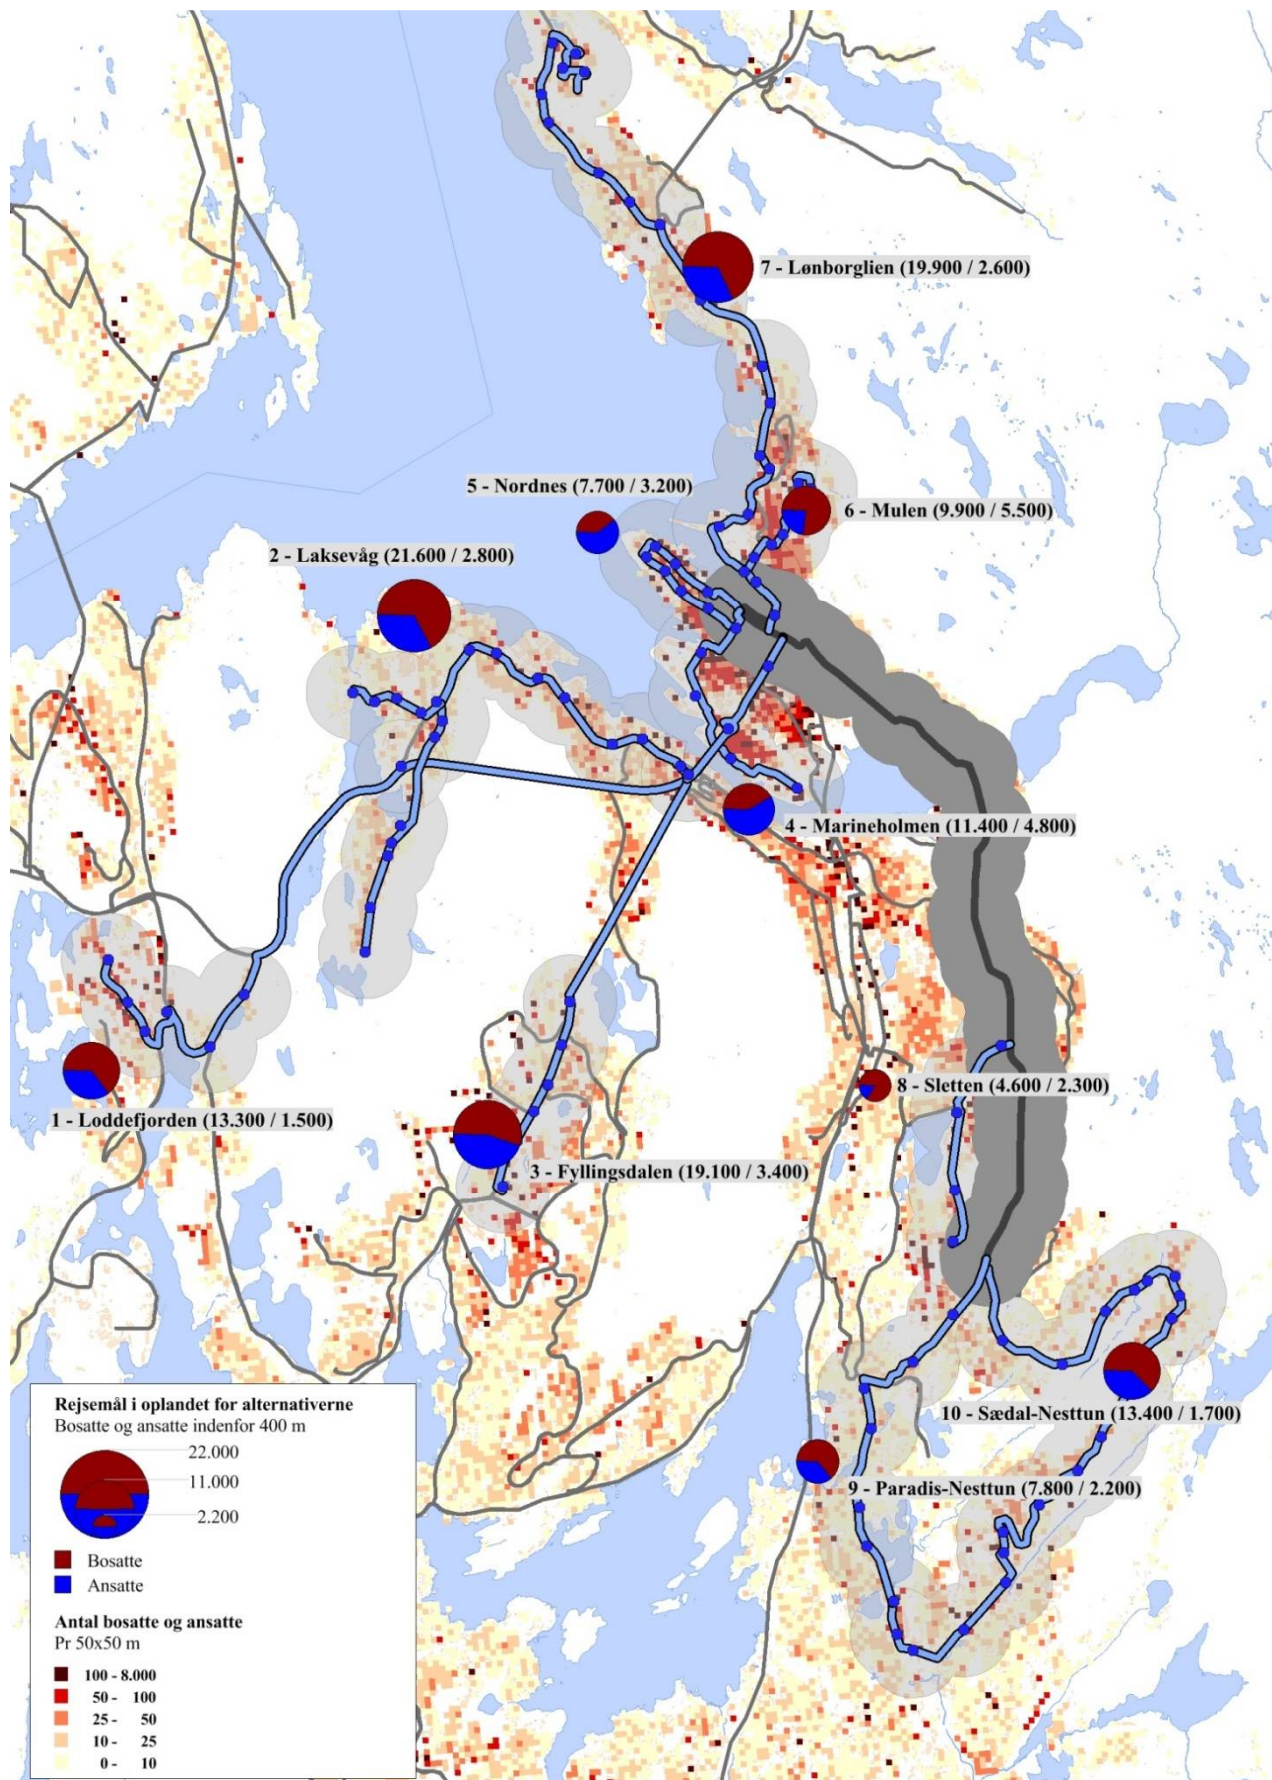 7 - Lønborglien (19.900 / 2.600)
5 - Nordnes (7.700 / 3.200)
6 - Mulen (9.900 / 5.500)
2 - Laksevåg (21.600 / 2.800)
4 - Marineholmen (11.400 / 4.800)
8 - Sletten (4.600 / 2.300)
1 - Loddefjorden (13.300 / 1.500)
3 - Fyllingsdalen (19.100 / 3.400)
10 - Sædal-Nesttun (13.400 / 1.700)
9 - Paradis-Nesttun (7.800 / 2.200)
Rejsemål i oplandet for alternativerne
Bosatte og ansatte indenfor 400 m
22.000
11.000
2.200
Bosatte
Ansatte
Antal bosatte og ansatte
Pr 50x50 m
100 - 8.000
50 - 100
25 - 50
10 - 25
0 - 10